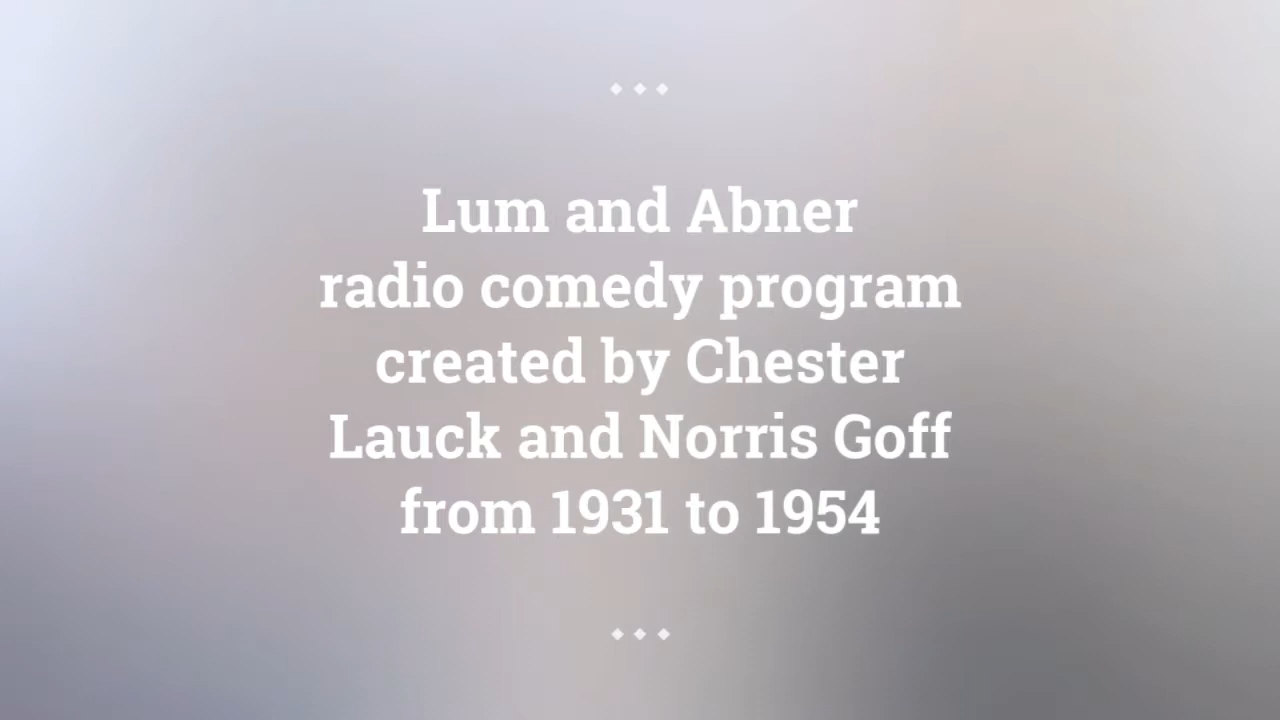 Lum and Abner
radio comedy program
created by Chester
Lauck and Norris Goff
from 1931 to 1954